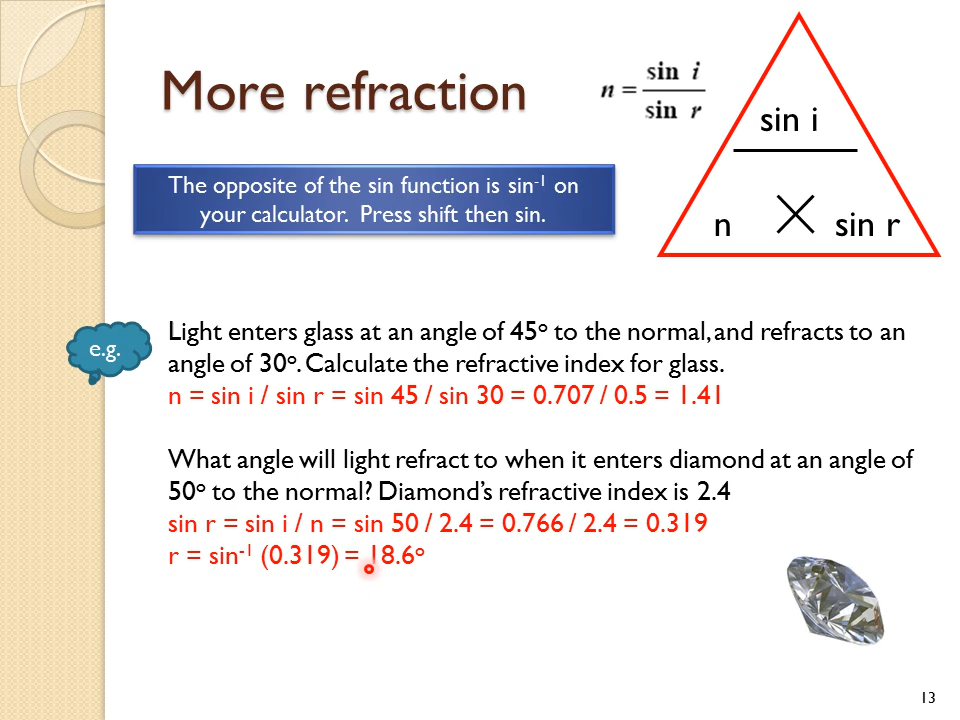 More refraction
n = sin i / sin r
sin i
n × sin r
The opposite of the sin function is sin⁻¹ on
your calculator. Press shift then sin.
e.g.
Light enters glass at an angle of 45º to the normal, and refracts to an
angle of 30º. Calculate the refractive index for glass.
n = sin i / sin r = sin 45 / sin 30 = 0.707 / 0.5 = 1.41
What angle will light refract to when it enters diamond at an angle of
50º to the normal? Diamond’s refractive index is 2.4
sin r = sin i / n = sin 50 / 2.4 = 0.766 / 2.4 = 0.319
r = sin⁻¹ (0.319) = 18.6º
13